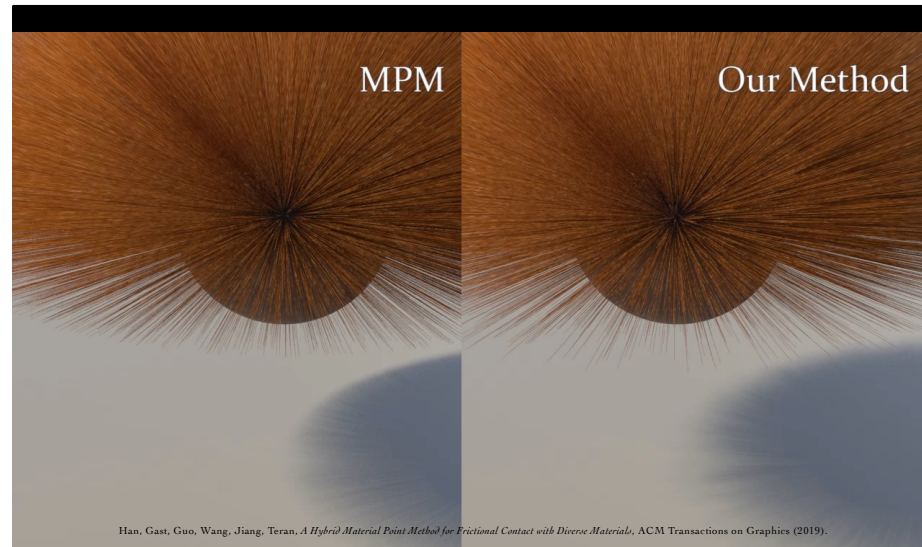 MPM
Our Method
Han, Gast, Guo, Wang, Jiang, Teran, A Hybrid Material Point Method for Frictional Contact with Diverse Materials, ACM Transactions on Graphics (2019).